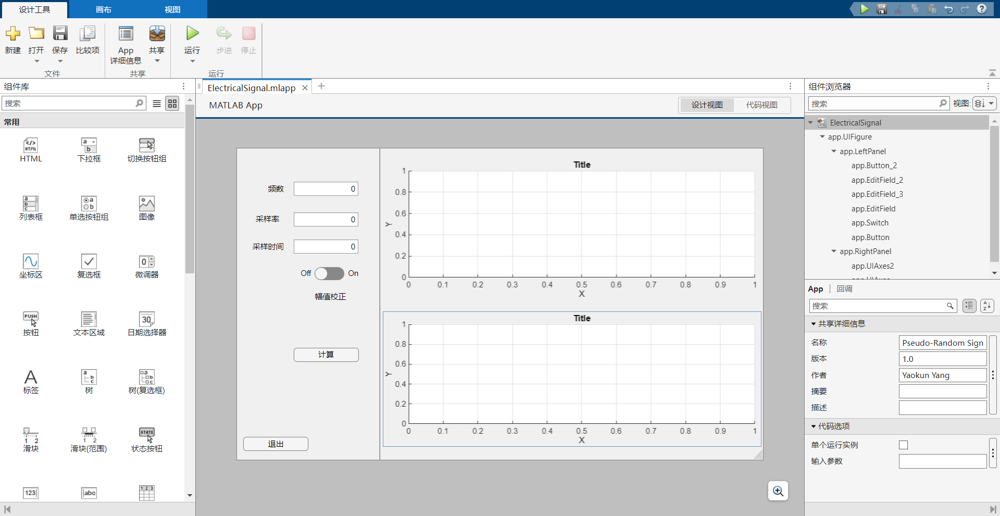 设计工具 画布 视图
新建 打开 保存 比较项 App 详细信息 共享 运行 步进 停止
文件 共享 运行
组件库
搜索
常用
HTML 下拉框 切换按钮组
列表框 单选按钮组 图像
坐标区 复选框 微调器
按钮 文本区域 日期选择器
标签 树 树(复选框)
滑块 滑块(范围) 状态按钮
ElectricalSignal.mlapp
MATLAB App
设计视图 代码视图
频数 0
采样率 0
采样时间 0
Off On
幅值校正
计算
退出
Title
1
0.8
0.6
0.4
0.2
0
Y
0 0.1 0.2 0.3 0.4 0.5 0.6 0.7 0.8 0.9 1
X
Title
1
0.8
0.6
0.4
0.2
0
Y
0 0.1 0.2 0.3 0.4 0.5 0.6 0.7 0.8 0.9 1
X
组件浏览器
搜索 视图:
ElectricalSignal
app.UIFigure
app.LeftPanel
app.Button_2
app.EditField_2
app.EditField_3
app.EditField
app.Switch
app.Button
app.RightPanel
app.UIAxes2
App 回调
搜索
共享详细信息
名称 Pseudo-Random Sign
版本 1.0
作者 Yaokun Yang
摘要
描述
代码选项
单个运行实例
输入参数